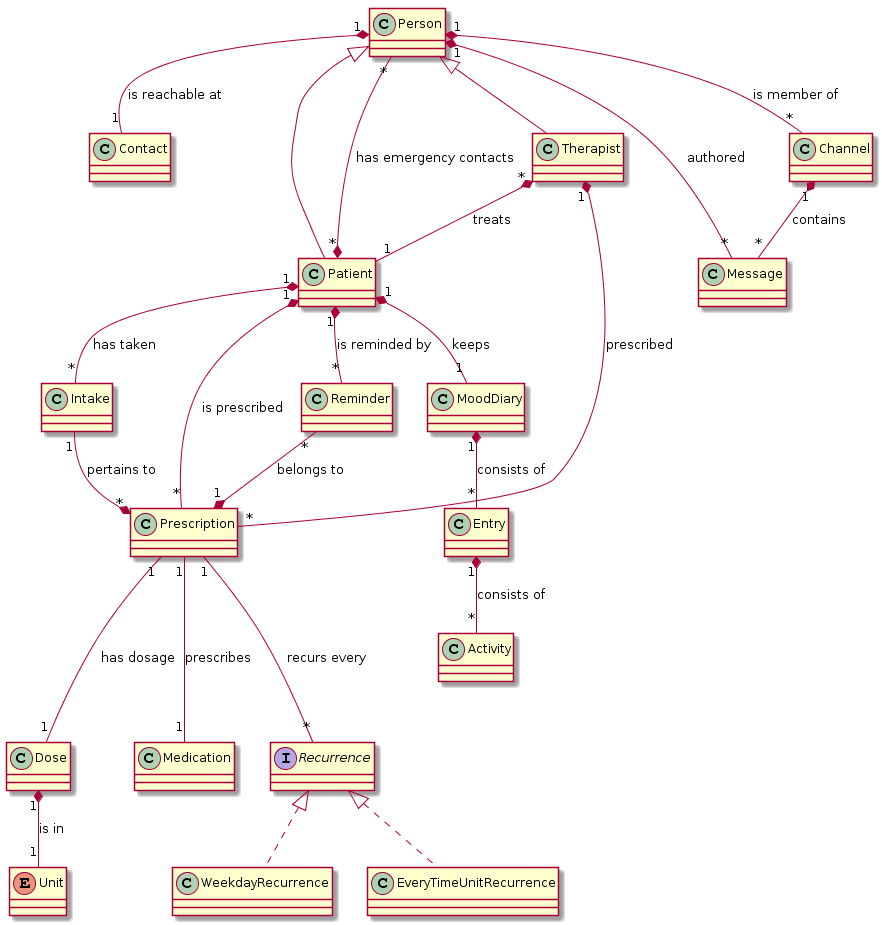 C Person
1
1
1
is reachable at
is member of
*
1
*
C Contact
has emergency contacts
C Therapist
authored
C Channel
*
1
1
treats
contains
*
1
*
*
C Patient
C Message
1
1
1
1
has taken
is reminded by
keeps
prescribed
*
*
1
C Intake
is prescribed
C Reminder
C MoodDiary
1
*
1
pertains to
belongs to
consists of
*
*
1
*
*
C Prescription
C Entry
1
1
1
1
consists of
*
has dosage
prescribes
recurs every
C Activity
1
1
*
C Dose
C Medication
I Recurrence
1
is in
1
E Unit
C WeekdayRecurrence
C EveryTimeUnitRecurrence